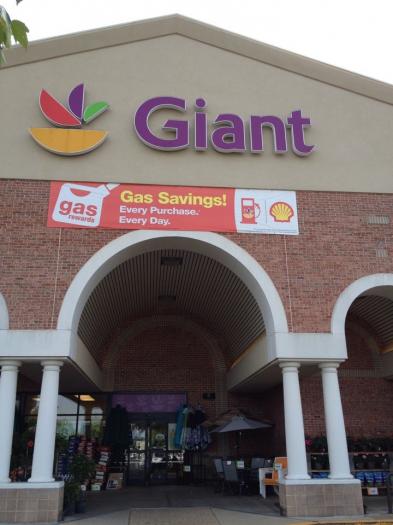 Giant
gas
rewards
Gas Savings!
Every Purchase.
Every Day.